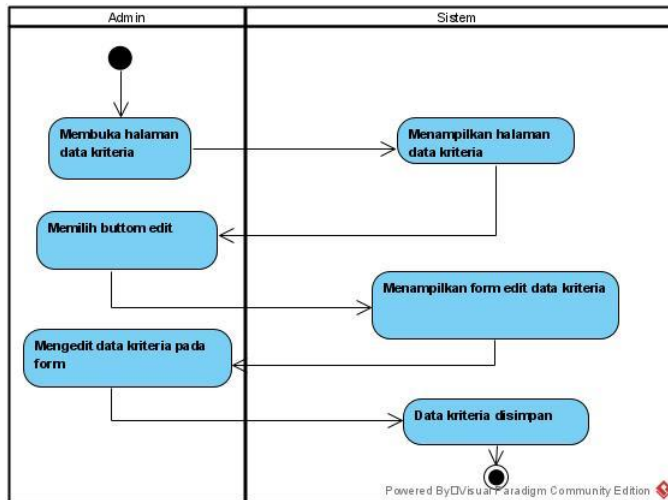 Admin
Sistem
Membuka halaman
data kriteria
Menampilkan halaman
data kriteria
Memilih buttom edit
Menampilkan form edit data kriteria
Mengedit data kriteria pada
form
Data kriteria disimpan
Powered By□Visual Paradigm Community Edition